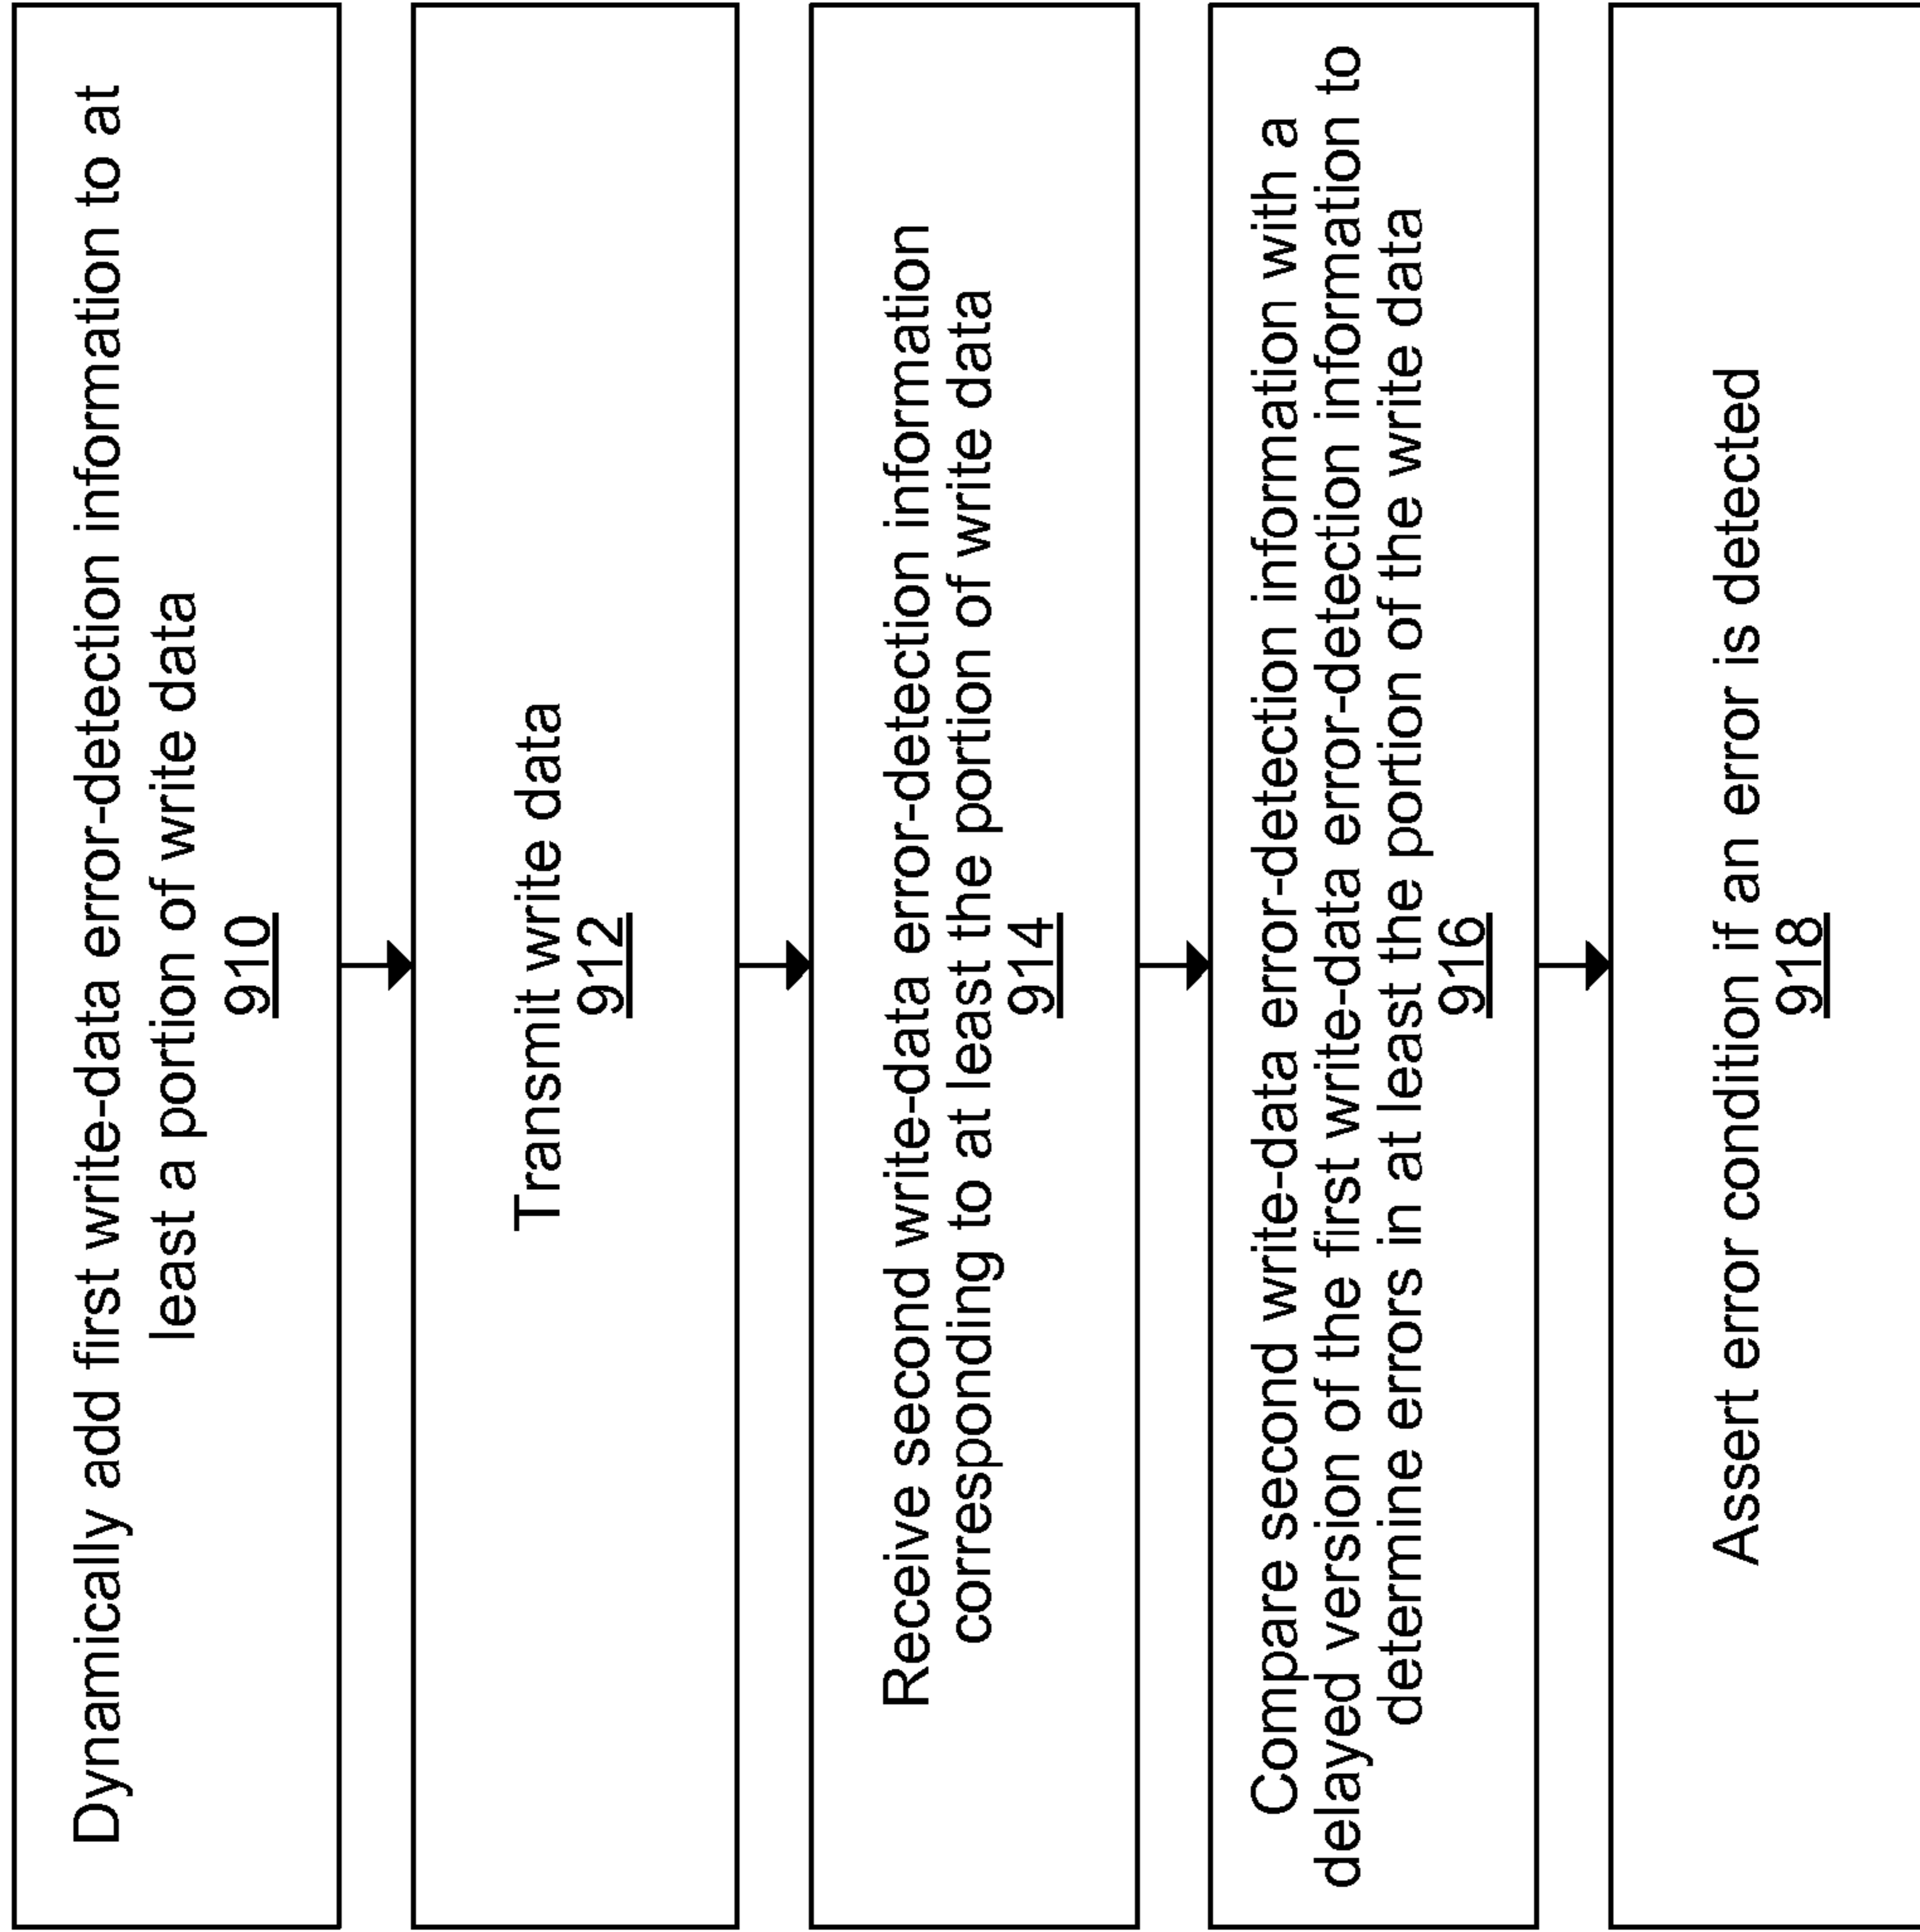 Dynamically add first write-data error-detection information to at
least a portion of write data
910
Transmit write data
912
Receive second write-data error-detection information
corresponding to at least the portion of write data
914
Compare second write-data error-detection information with a
delayed version of the first write-data error-detection information to
determine errors in at least the portion of the write data
916
Assert error condition if an error is detected
918